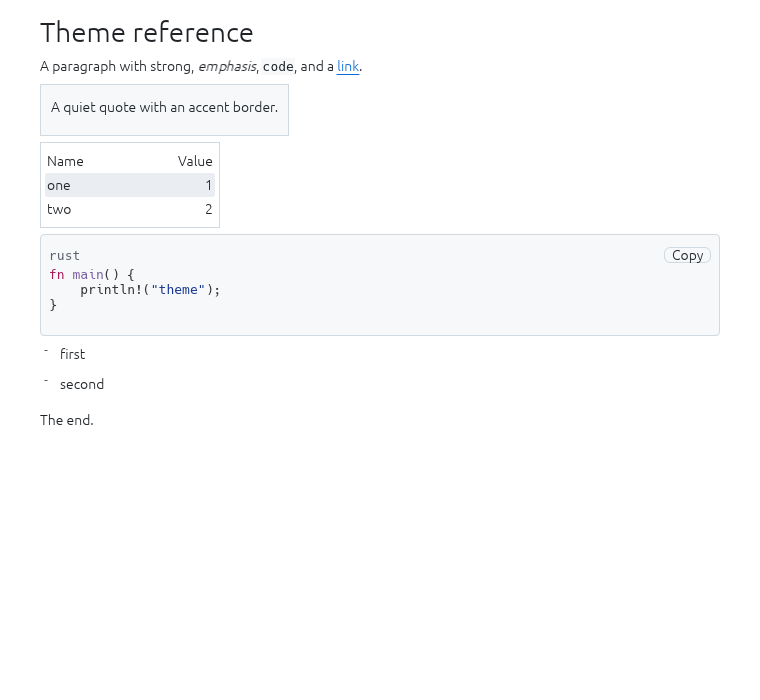 Theme reference
A paragraph with strong, emphasis, code, and a link.
A quiet quote with an accent border.
Name Value
one 1
two 2
rust Copy
fn main() {
    println!("theme");
}
- first
- second
The end.